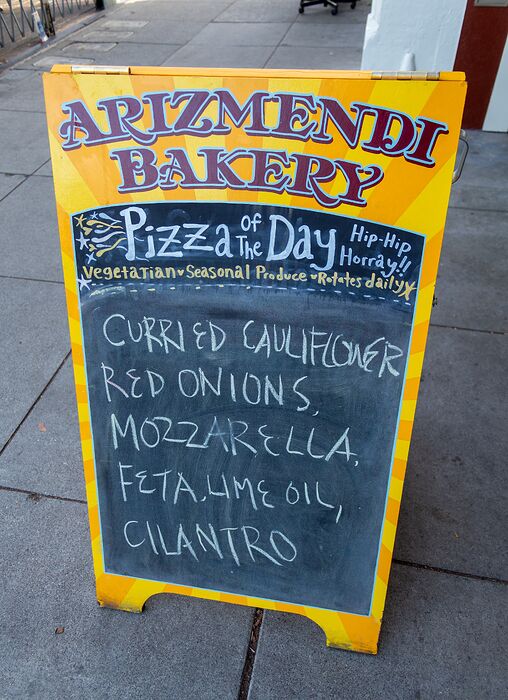 ARIZMENDI
BAKERY
Pizza of The Day Hip-Hip Horray!!
Vegetarian • Seasonal Produce • Rotates daily
CURRIED CAULIFLOWER
RED ONIONS,
MOZZARELLA,
FETA, LIME OIL,
CILANTRO